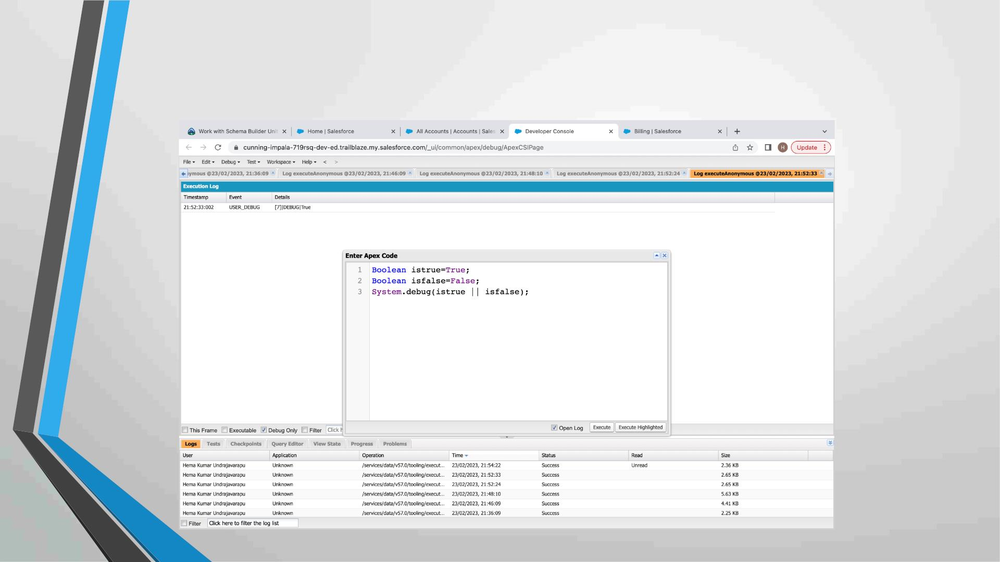 Work with Schema Builder Unit
Home | Salesforce
All Accounts | Accounts | Sales
Developer Console
Billing | Salesforce
cunning-impala-719rsq-dev-ed.trailblaze.my.salesforce.com/_ui/common/apex/debug/ApexCSIPage
H
Update
File Edit Debug Test Workspace Help < >
ymous @23/02/2023, 21:36:09
Log executeAnonymous @23/02/2023, 21:46:09
Log executeAnonymous @23/02/2023, 21:48:10
Log executeAnonymous @23/02/2023, 21:52:24
Log executeAnonymous @23/02/2023, 21:52:33
Execution Log
Timestamp Event Details
21:52:33:002 USER_DEBUG [7]|DEBUG|True
Enter Apex Code
1 Boolean istrue=True;
2 Boolean isfalse=False;
3 System.debug(istrue || isfalse);
Open Log Execute Execute Highlighted
This Frame Executable Debug Only Filter Click h
Logs Tests Checkpoints Query Editor View State Progress Problems
User Application Operation Time Status Read Size
Hema Kumar Undrajavarapu Unknown /services/data/v57.0/tooling/execut... 23/02/2023, 21:54:22 Success Unread 2.36 KB
Hema Kumar Undrajavarapu Unknown /services/data/v57.0/tooling/execut... 23/02/2023, 21:52:33 Success 2.65 KB
Hema Kumar Undrajavarapu Unknown /services/data/v57.0/tooling/execut... 23/02/2023, 21:52:24 Success 2.65 KB
Hema Kumar Undrajavarapu Unknown /services/data/v57.0/tooling/execut... 23/02/2023, 21:48:10 Success 5.63 KB
Hema Kumar Undrajavarapu Unknown /services/data/v57.0/tooling/execut... 23/02/2023, 21:46:09 Success 4.41 KB
Hema Kumar Undrajavarapu Unknown /services/data/v57.0/tooling/execut... 23/02/2023, 21:36:09 Success 2.25 KB
Filter Click here to filter the log list